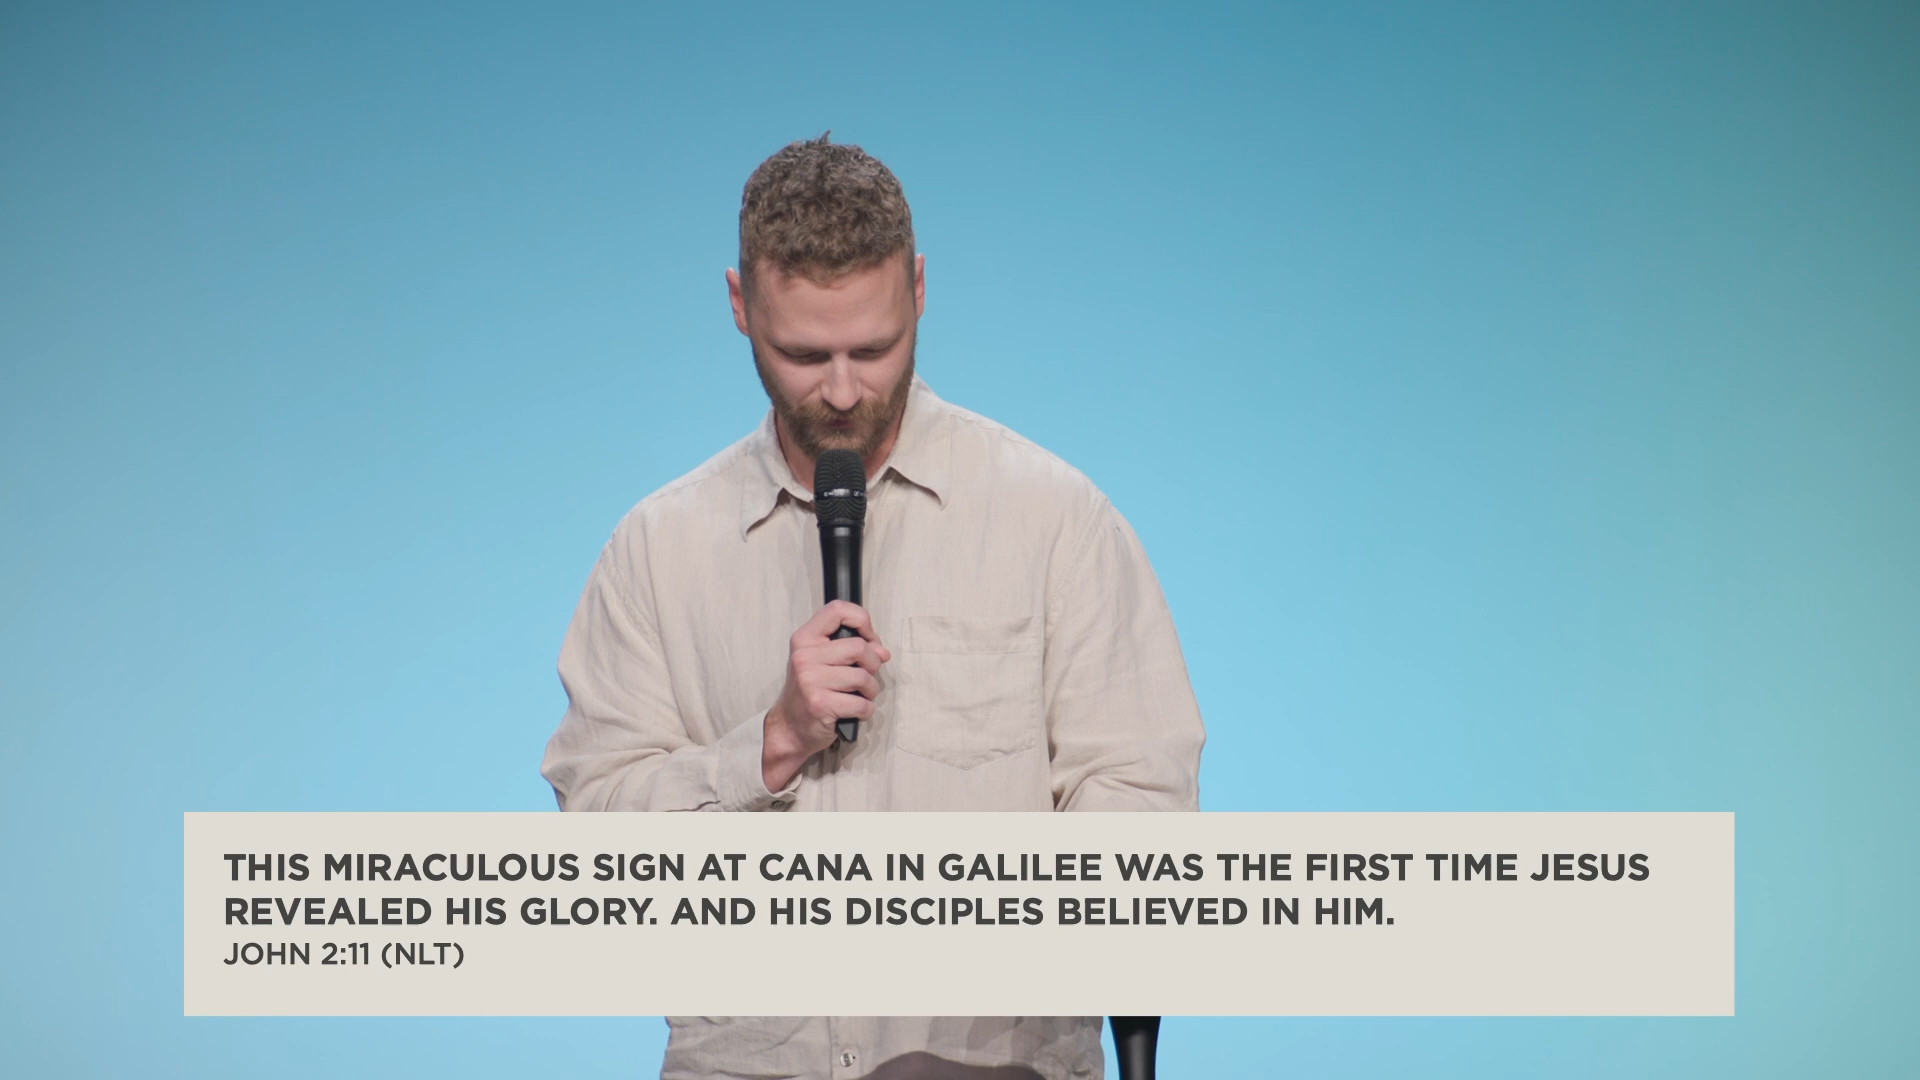 THIS MIRACULOUS SIGN AT CANA IN GALILEE WAS THE FIRST TIME JESUS
REVEALED HIS GLORY. AND HIS DISCIPLES BELIEVED IN HIM.
JOHN 2:11 (NLT)